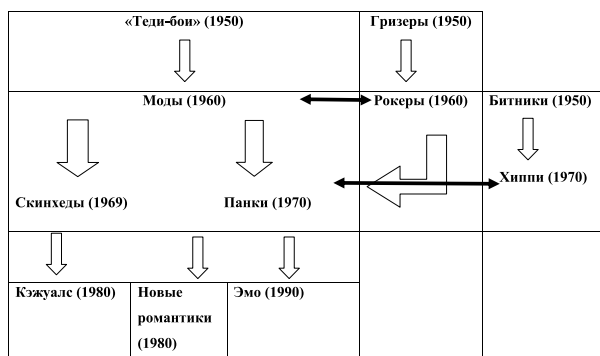 «Теди-бои» (1950)
Гризеры (1950)
Моды (1960)
Рокеры (1960)
Битники (1950)
Хиппи (1970)
Скинхеды (1969)
Панки (1970)
Кэжуалс (1980)
Новые
романтики
(1980)
Эмо (1990)